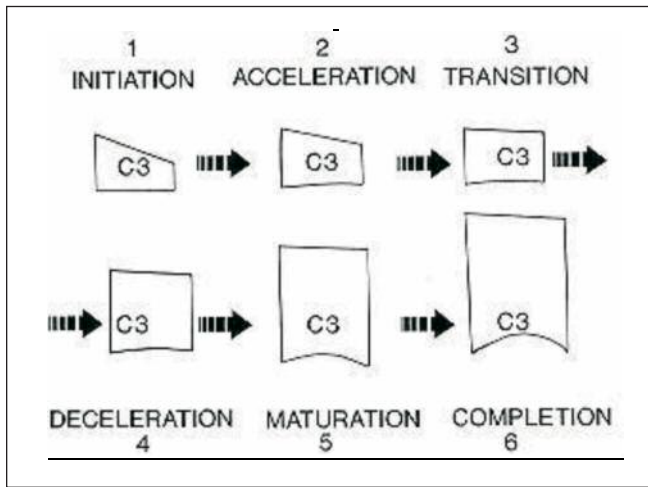 1 2 3
INITIATION ACCELERATION TRANSITION
C3 C3 C3
C3 C3 C3
DECELERATION MATURATION COMPLETION
4 5 6